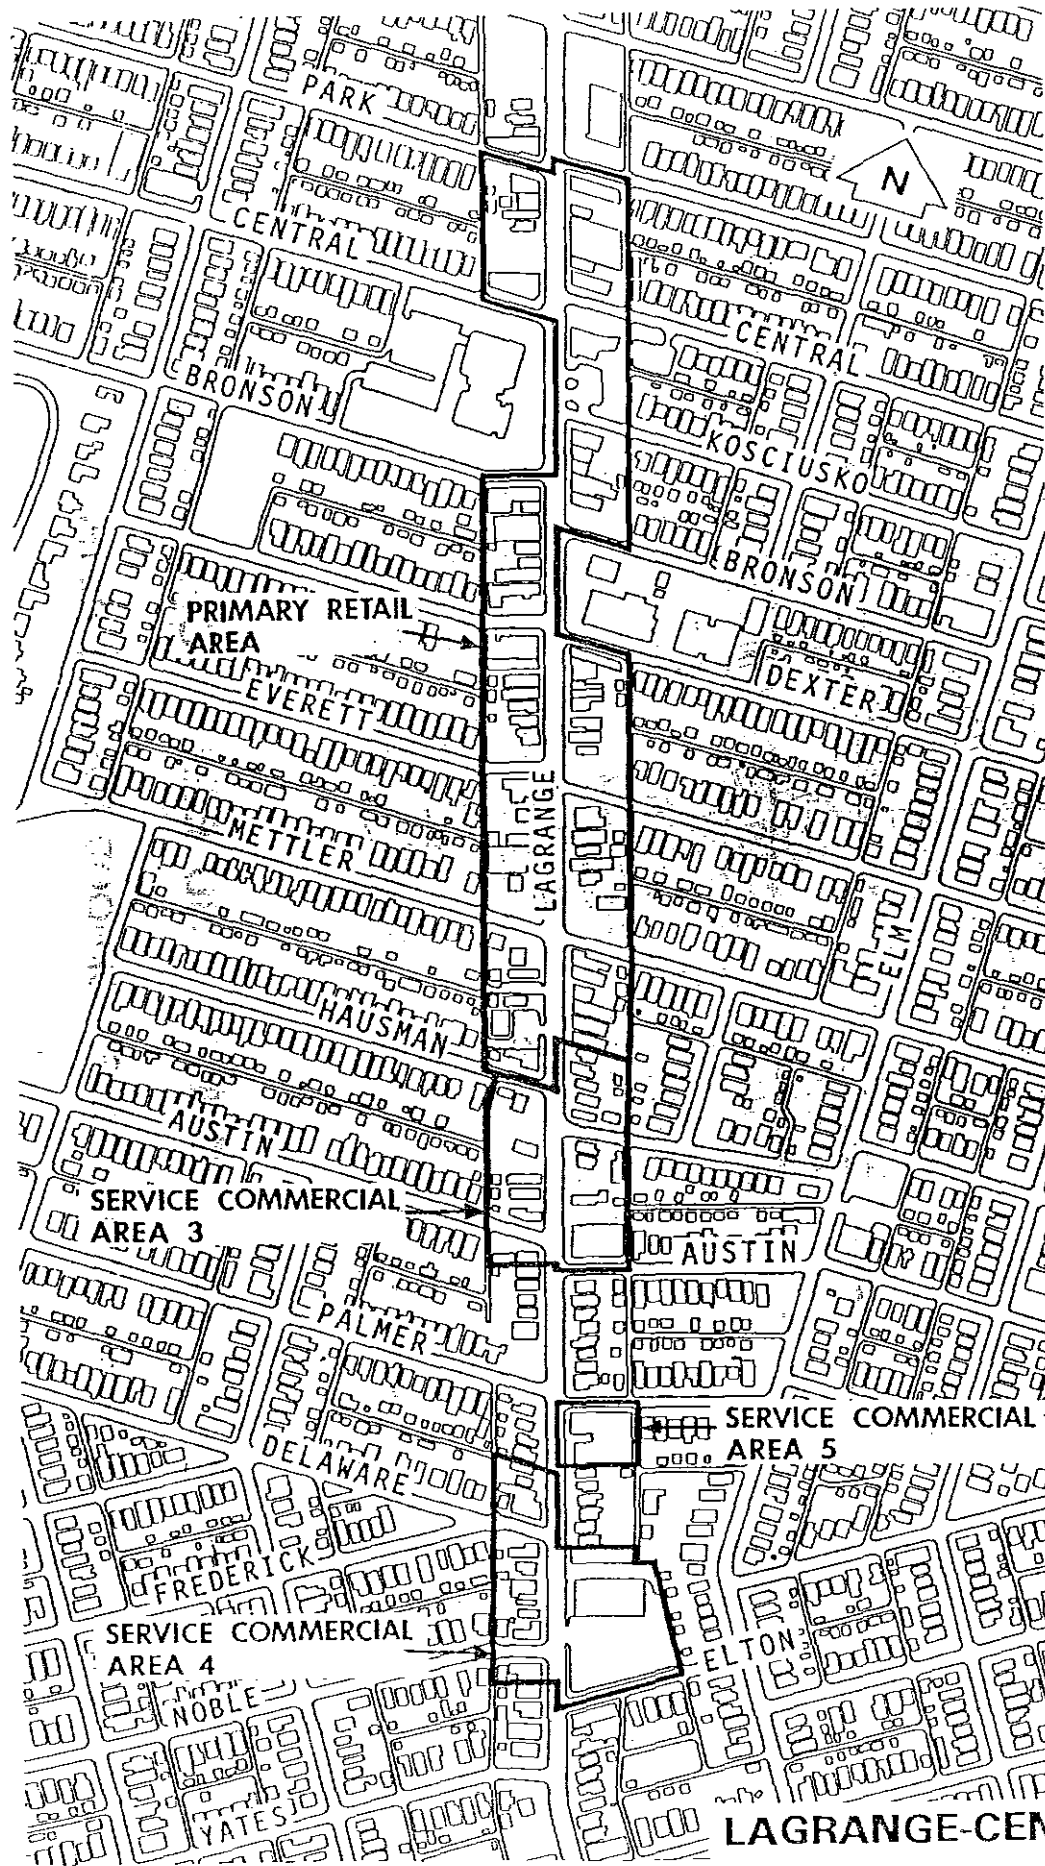 PARK
N
CENTRAL
CENTRAL
BRONSON
KOSCIUSKO
BRONSON
PRIMARY RETAIL
AREA
DEXTER
EVERETT
LAGRANGE
METTLER
ELM
HAUSMAN
AUSTIN
SERVICE COMMERCIAL
AREA 3
AUSTIN
PALMER
SERVICE COMMERCIAL
AREA 5
DELAWARE
FREDERICK
SERVICE COMMERCIAL
AREA 4
ELTON
NOBLE
YATES
LAGRANGE-CEN